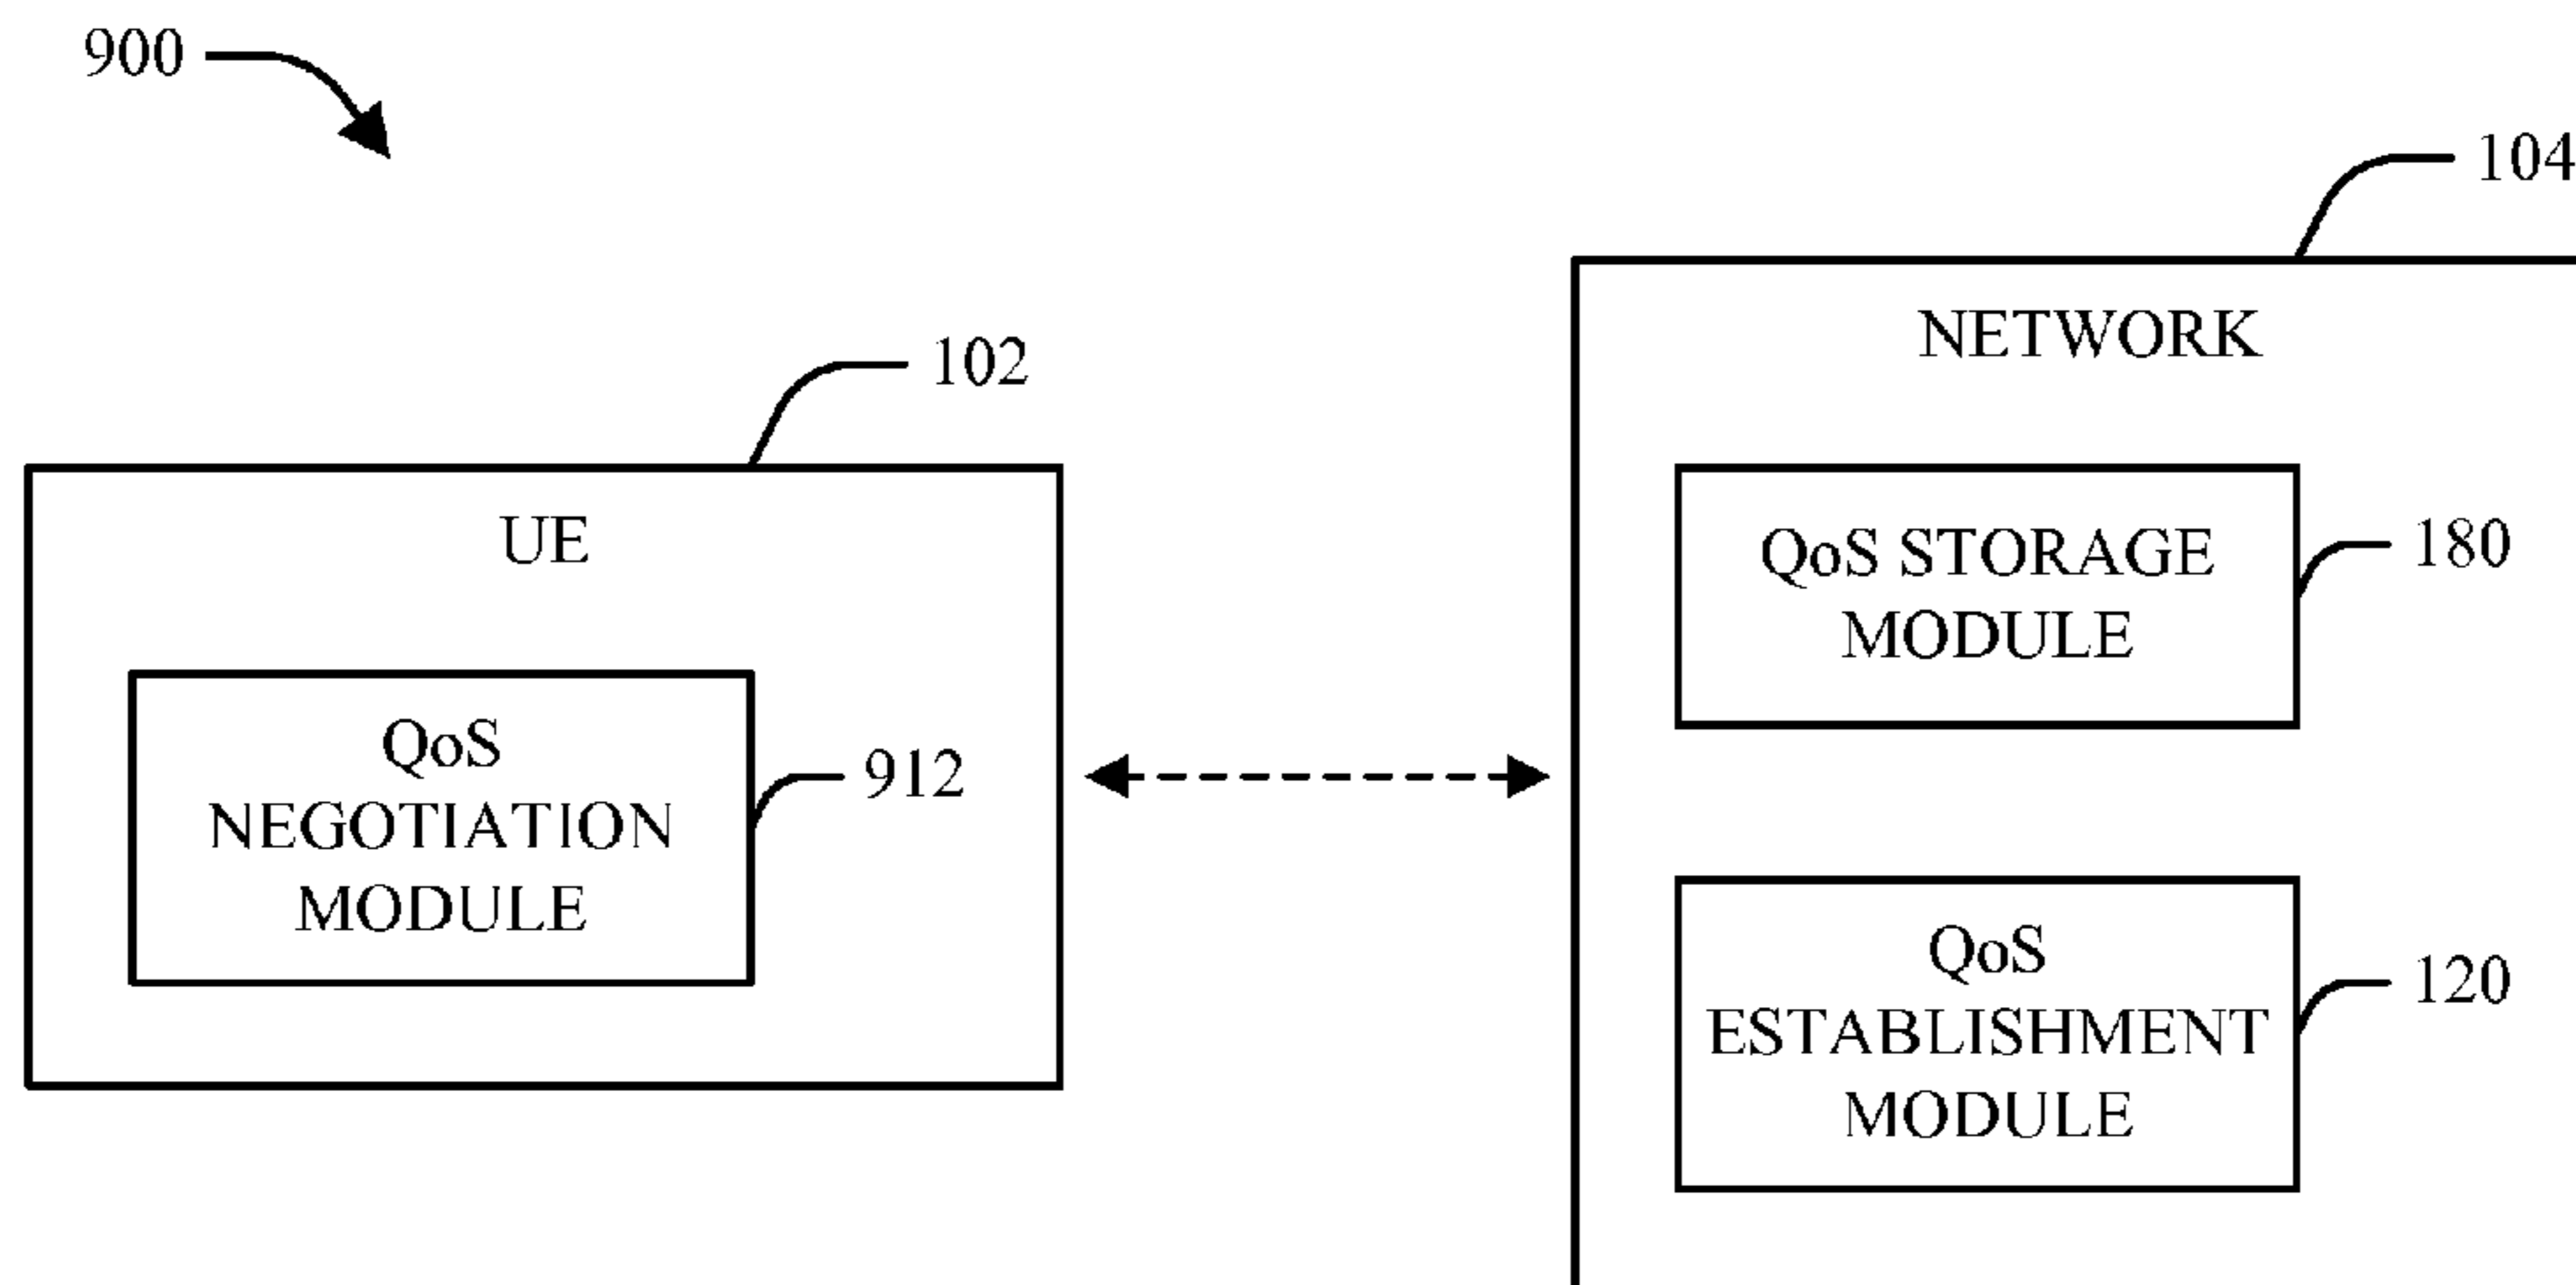 900
104
NETWORK
102
UE
QoS STORAGE
MODULE
180
QoS
NEGOTIATION
MODULE
912
QoS
ESTABLISHMENT
MODULE
120